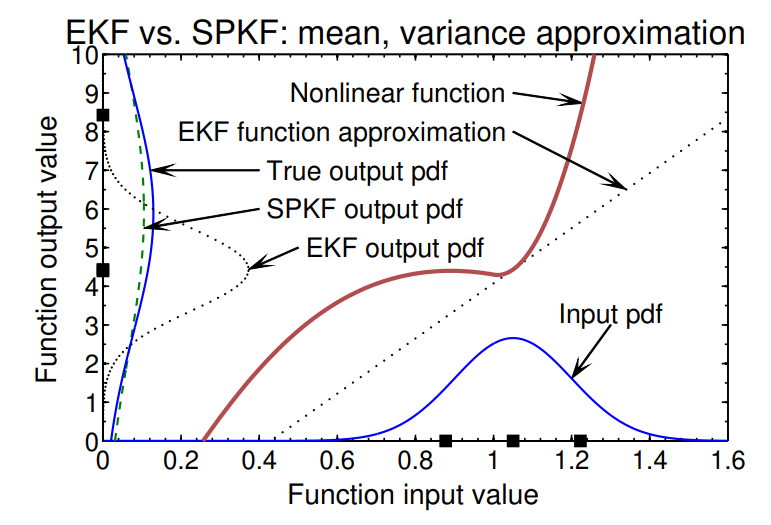 EKF vs. SPKF: mean, variance approximation
10
9
8
7
6
5
4
3
2
1
0
Function output value
Nonlinear function
EKF function approximation
True output pdf
SPKF output pdf
EKF output pdf
Input pdf
0 0.2 0.4 0.6 0.8 1 1.2 1.4 1.6
Function input value